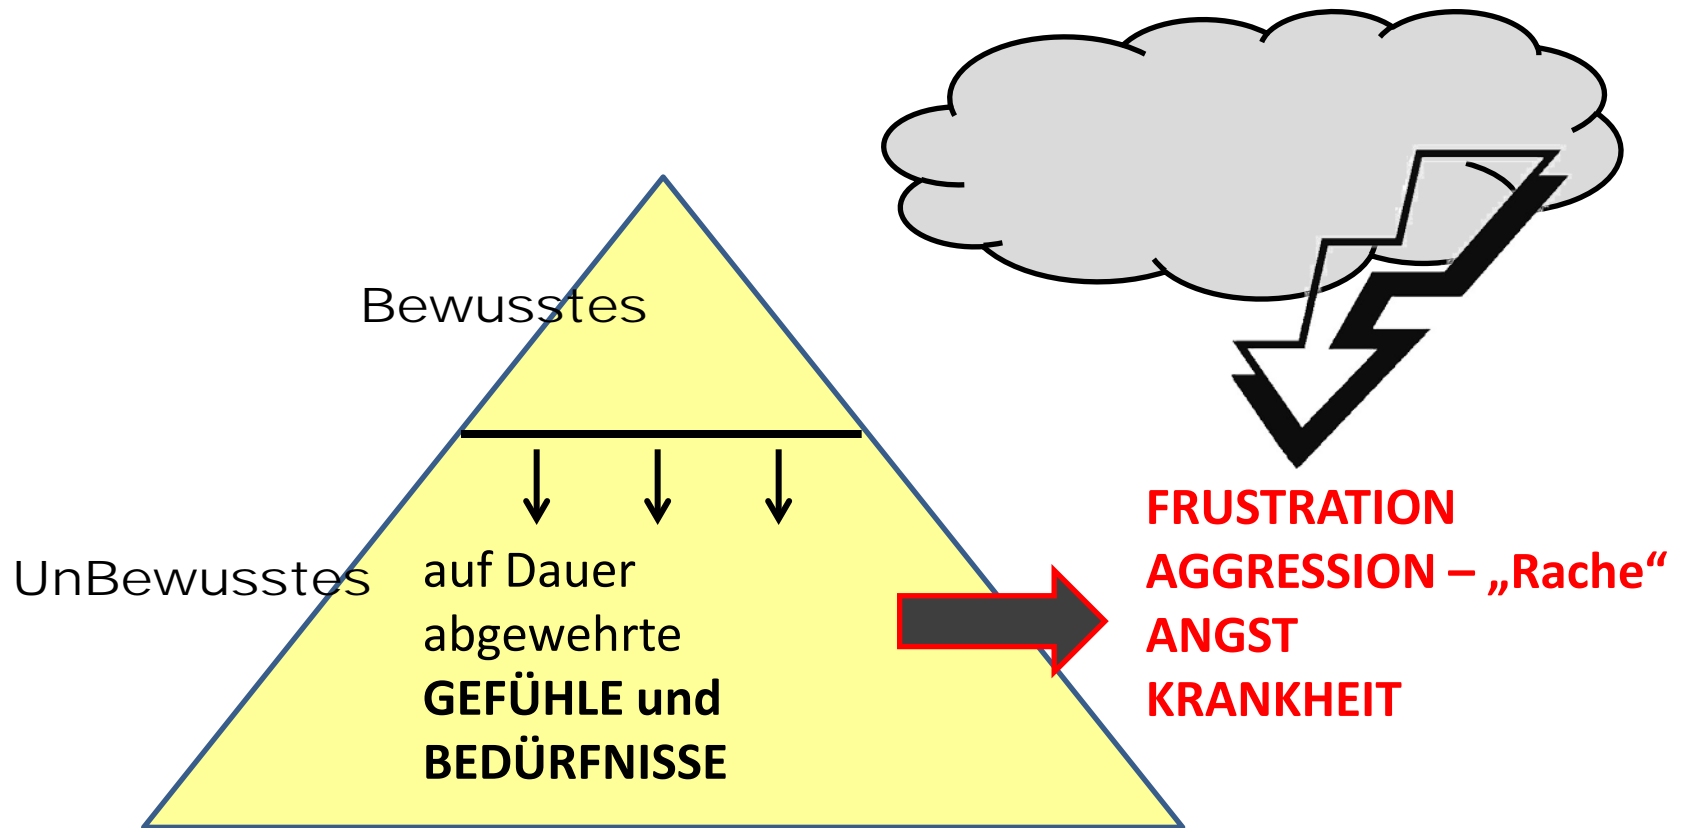 Bewusstes
UnBewusstes
auf Dauer
abgewehrte
GEFÜHLE und
BEDÜRFNISSE
FRUSTRATION
AGGRESSION – „Rache“
ANGST
KRANKHEIT